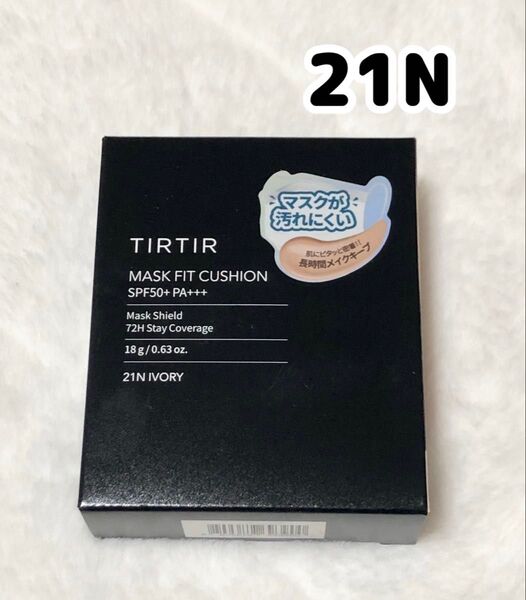 21N
マスクが
汚れにくい
肌にピタッと密着!!
長時間メイクキープ
TIRTIR
MASK FIT CUSHION
SPF50+ PA+++
Mask Shield
72H Stay Coverage
18 g / 0.63 oz.
21N IVORY